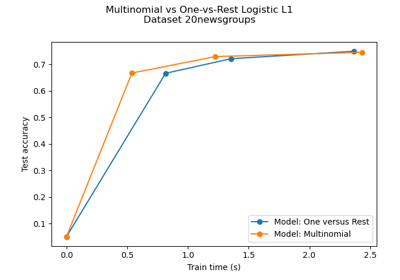 Multinomial vs One-vs-Rest Logistic L1
Dataset 20newsgroups
0.7
0.6
0.5
0.4
0.3
0.2
0.1
Test accuracy
Model: One versus Rest
Model: Multinomial
0.0 0.5 1.0 1.5 2.0 2.5
Train time (s)